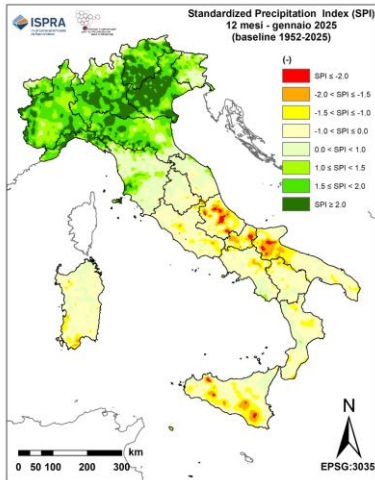 ISPRA
Standardized Precipitation Index (SPI)
12 mesi - gennaio 2025
(baseline 1952-2025)
(-)
SPI ≤ -2.0
-2.0 < SPI ≤ -1.5
-1.5 < SPI ≤ -1.0
-1.0 < SPI ≤ 0.0
0.0 < SPI < 1.0
1.0 ≤ SPI < 1.5
1.5 ≤ SPI < 2.0
SPI ≥ 2.0
N
km
0 50 100 200 300
EPSG:3035